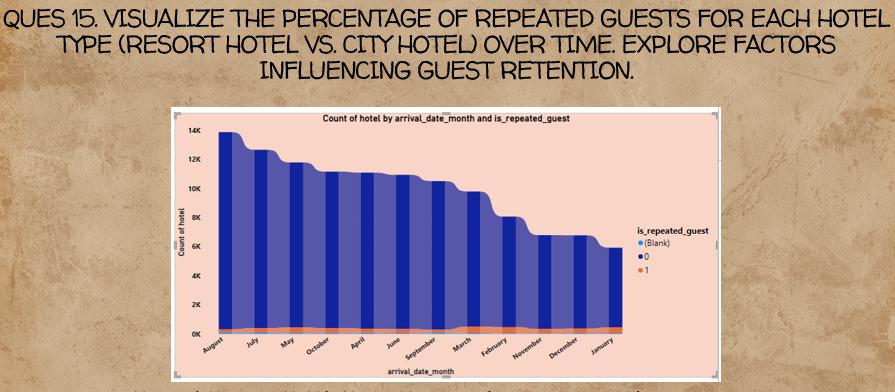 QUES 15. VISUALIZE THE PERCENTAGE OF REPEATED GUESTS FOR EACH HOTEL
TYPE (RESORT HOTEL VS. CITY HOTEL) OVER TIME. EXPLORE FACTORS
INFLUENCING GUEST RETENTION.
Count of hotel by arrival_date_month and is_repeated_guest
14K
12K
10K
8K
6K
4K
2K
0K
Count of hotel
August
July
May
October
April
June
September
March
February
November
December
January
arrival_date_month
is_repeated_guest
(Blank)
0
1